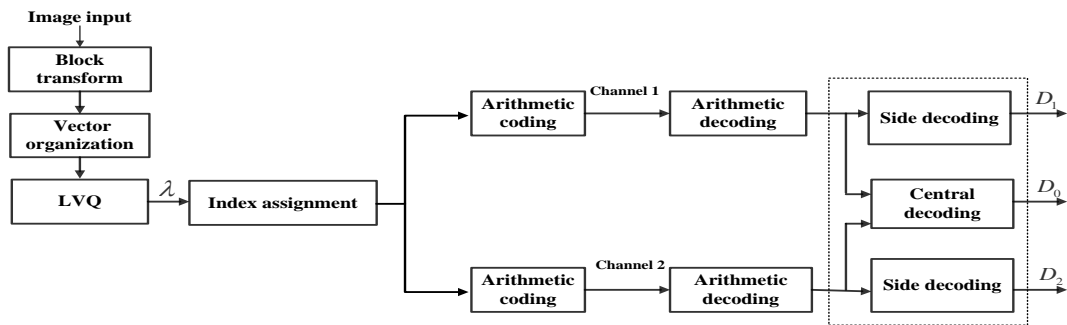 Image input
Block
transform
Vector
organization
LVQ
λ
Index assignment
Arithmetic
coding
Channel 1
Arithmetic
decoding
Side decoding
D1
Central
decoding
D0
Arithmetic
coding
Channel 2
Arithmetic
decoding
Side decoding
D2